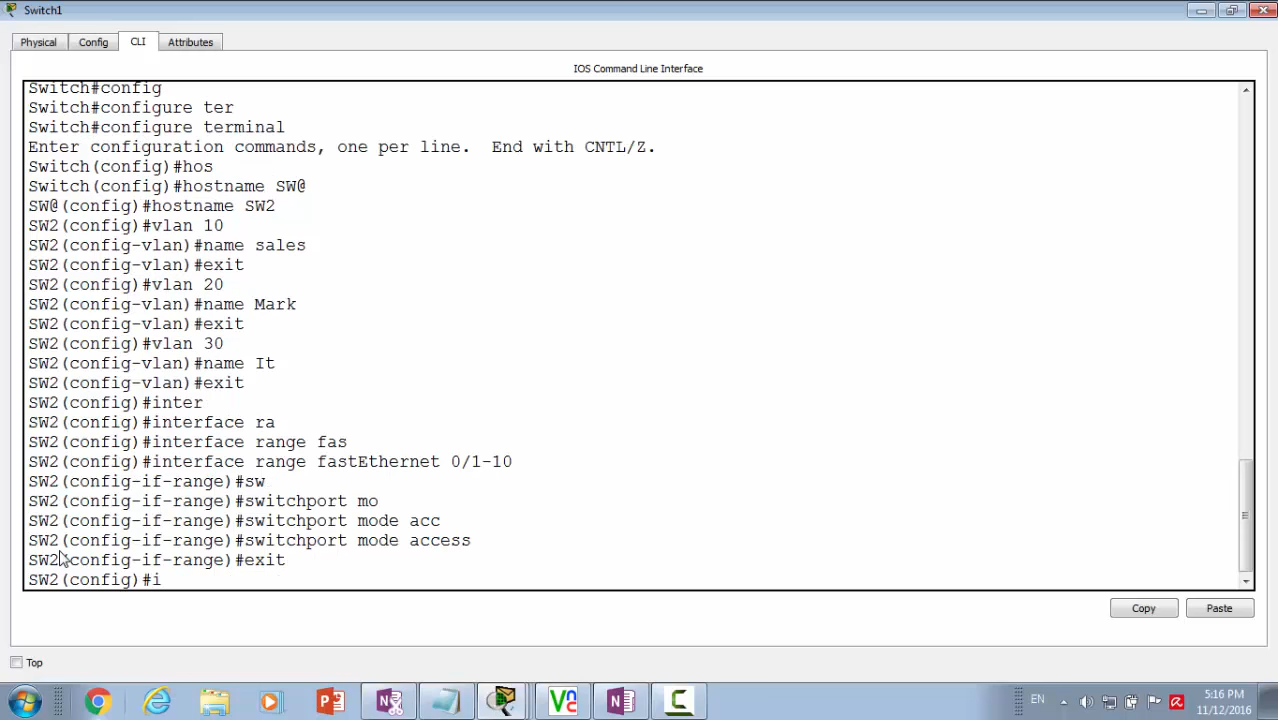 Switch1
Physical Config CLI Attributes
IOS Command Line Interface
Switch#config
Switch#configure ter
Switch#configure terminal
Enter configuration commands, one per line.  End with CNTL/Z.
Switch(config)#hos
Switch(config)#hostname SW@
SW@(config)#hostname SW2
SW2(config)#vlan 10
SW2(config-vlan)#name sales
SW2(config-vlan)#exit
SW2(config)#vlan 20
SW2(config-vlan)#name Mark
SW2(config-vlan)#exit
SW2(config)#vlan 30
SW2(config-vlan)#name It
SW2(config-vlan)#exit
SW2(config)#inter
SW2(config)#interface ra
SW2(config)#interface range fas
SW2(config)#interface range fastEthernet 0/1-10
SW2(config-if-range)#sw
SW2(config-if-range)#switchport mo
SW2(config-if-range)#switchport mode acc
SW2(config-if-range)#switchport mode access
SW2(config-if-range)#exit
SW2(config)#i
Copy Paste
Top
EN 5:16 PM
11/12/2016